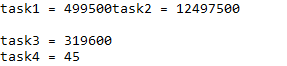 task1 = 499500task2 = 12497500
task3 = 319600
task4 = 45